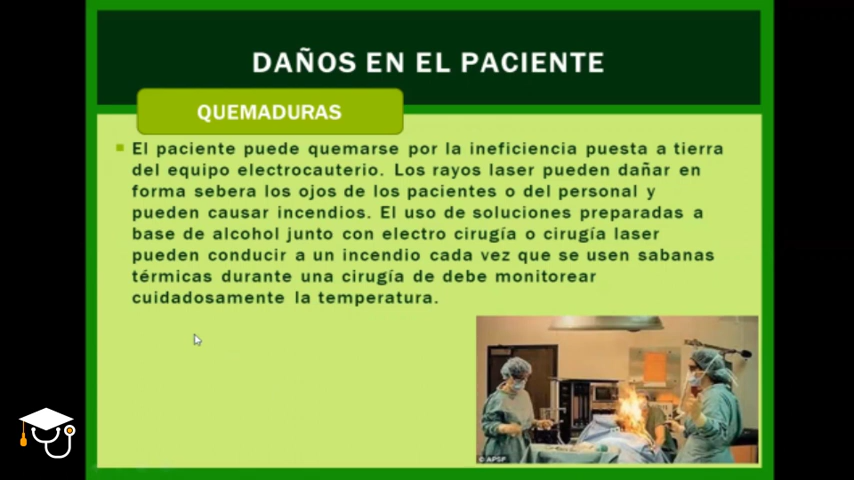 DAÑOS EN EL PACIENTE
QUEMADURAS
El paciente puede quemarse por la ineficiencia puesta a tierra
del equipo electrocauterio. Los rayos laser pueden dañar en
forma sebera los ojos de los pacientes o del personal y
pueden causar incendios. El uso de soluciones preparadas a
base de alcohol junto con electro cirugía o cirugía laser
pueden conducir a un incendio cada vez que se usen sabanas
térmicas durante una cirugía de debe monitorear
cuidadosamente la temperatura.
© APSF